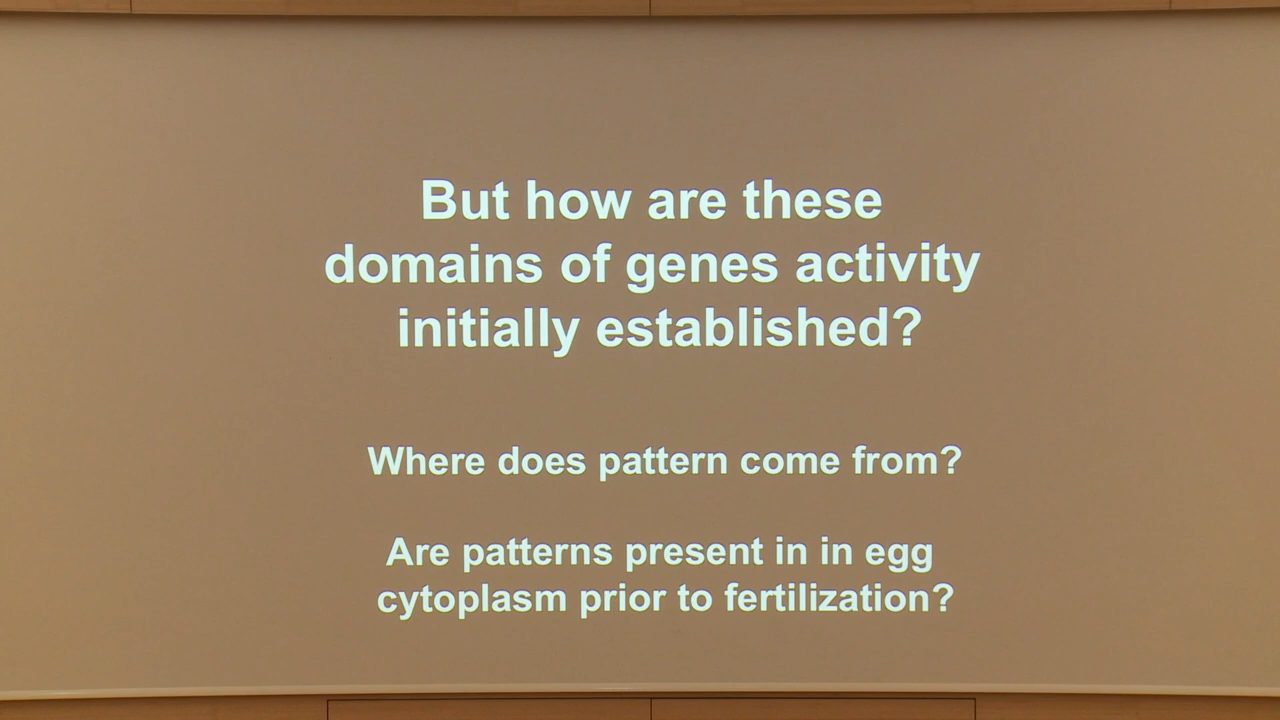 But how are these
domains of genes activity
initially established?
Where does pattern come from?
Are patterns present in in egg
cytoplasm prior to fertilization?